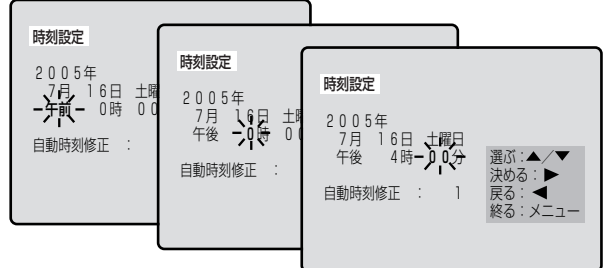 時刻設定
2005年
7月 16日 土曜
午前 0時 00
自動時刻修正 :
時刻設定
2005年
7月 16日 土曜
午後 0時 00
自動時刻修正 :
時刻設定
2005年
7月 16日 土曜日
午後 4時 00分
自動時刻修正 : 1
選ぶ:▲/▼
決める:▶
戻る:◀
終る:メニュー